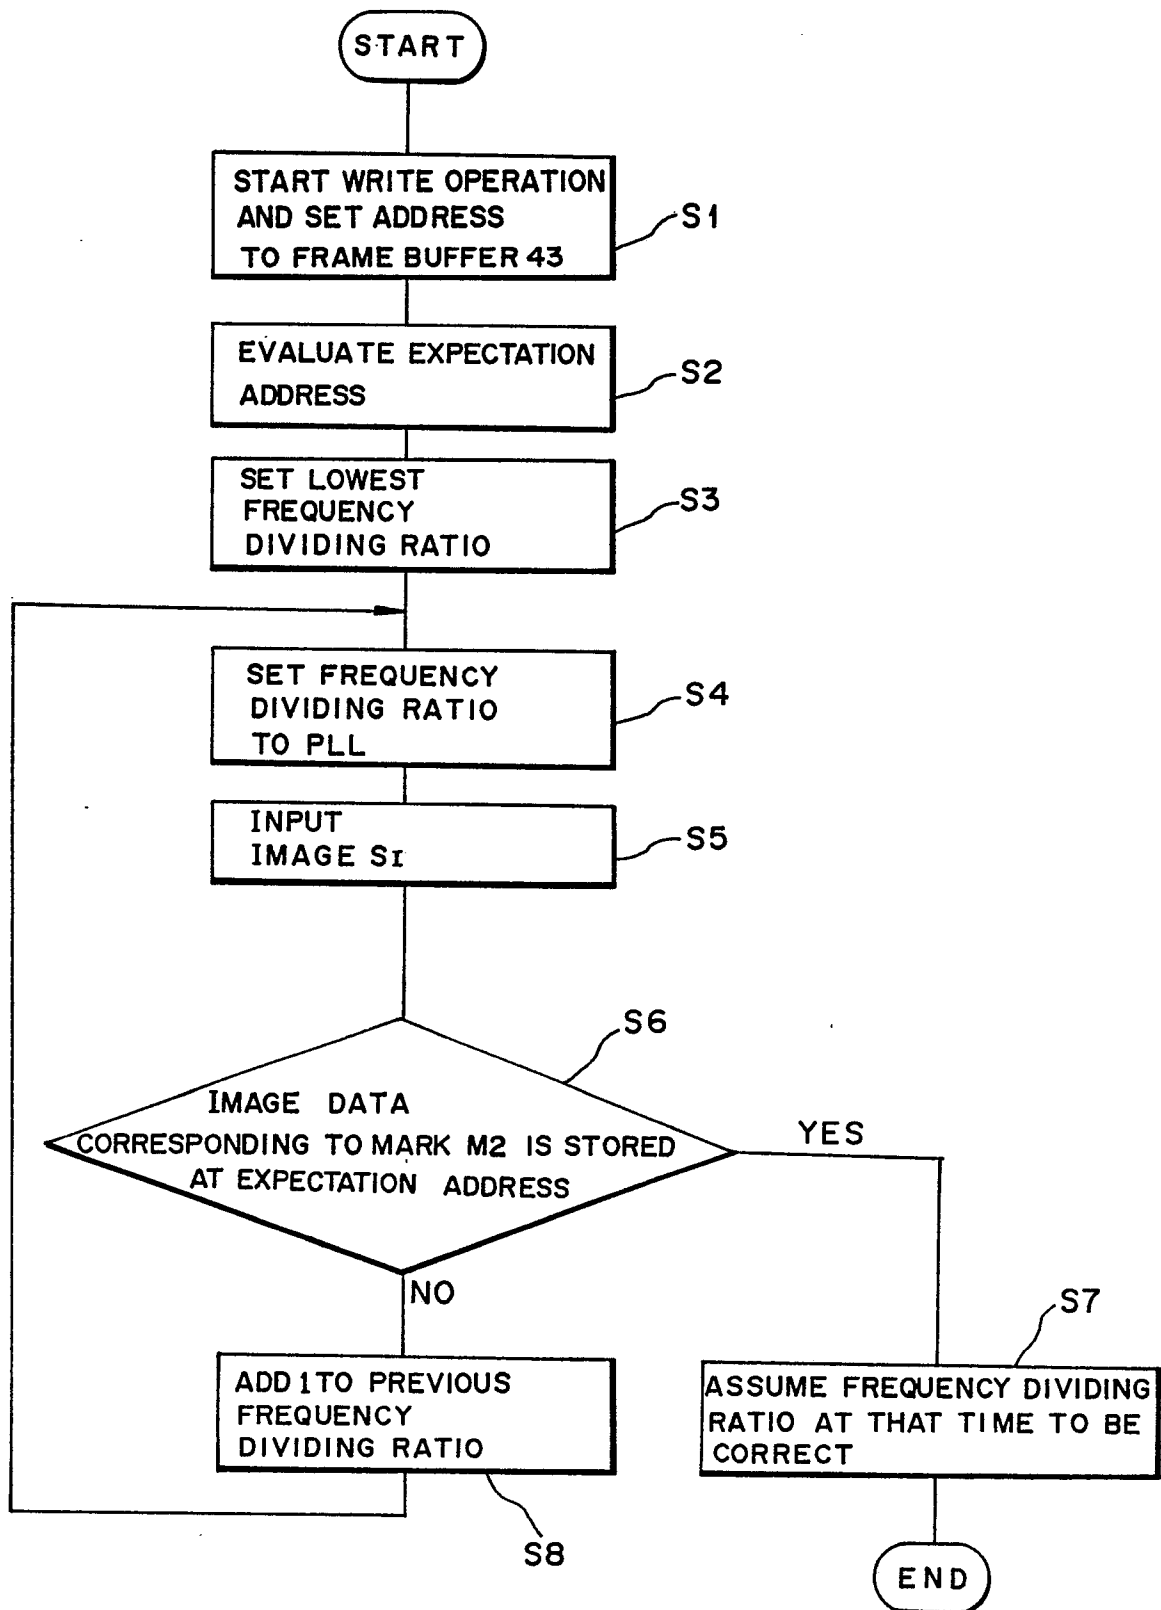 START
START WRITE OPERATION
AND SET ADDRESS
TO FRAME BUFFER 43
S1
EVALUATE EXPECTATION
ADDRESS
S2
SET LOWEST
FREQUENCY
DIVIDING RATIO
S3
SET FREQUENCY
DIVIDING RATIO
TO PLL
S4
INPUT
IMAGE SI
S5
S6
IMAGE DATA
CORRESPONDING TO MARK M2 IS STORED
AT EXPECTATION ADDRESS
YES
NO
S7
ADD 1 TO PREVIOUS
FREQUENCY
DIVIDING RATIO
ASSUME FREQUENCY DIVIDING
RATIO AT THAT TIME TO BE
CORRECT
S8
END